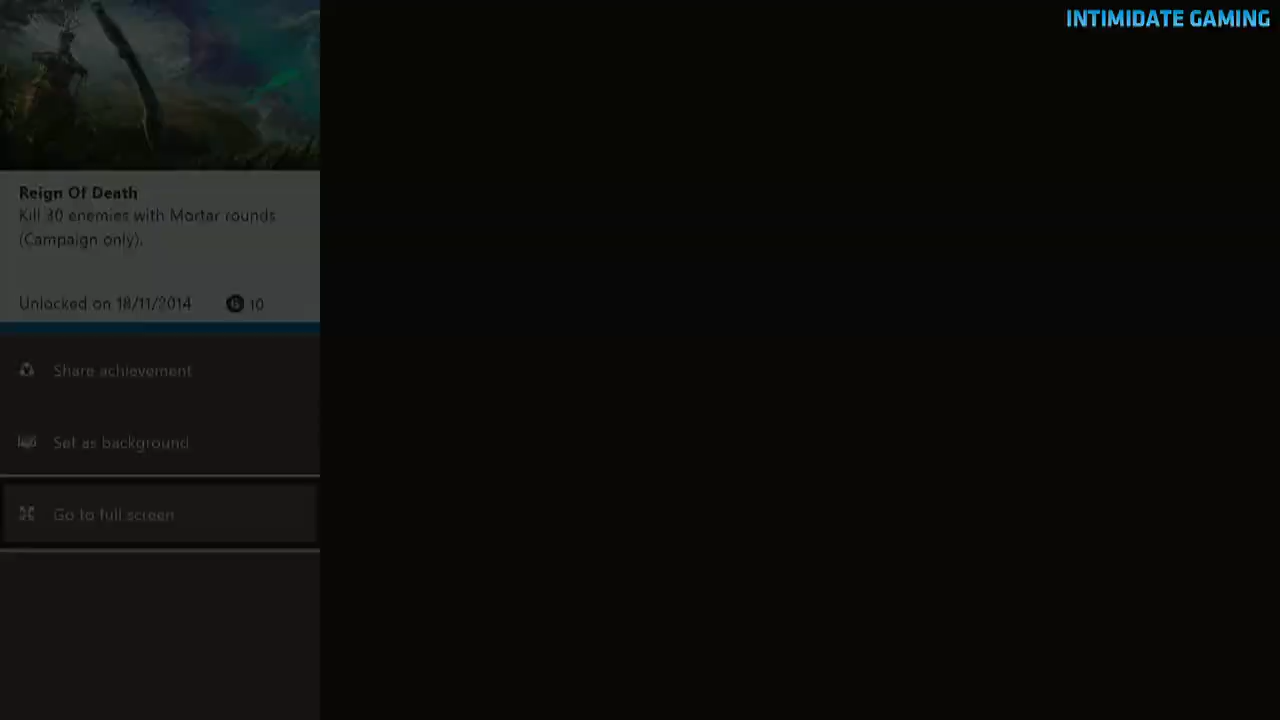 INTIMIDATE GAMING
Reign Of Death
Kill 30 enemies with Mortar rounds
(Campaign only).
Unlocked on 18/11/2014 G 10
Share achievement
Set as background
Go to full screen